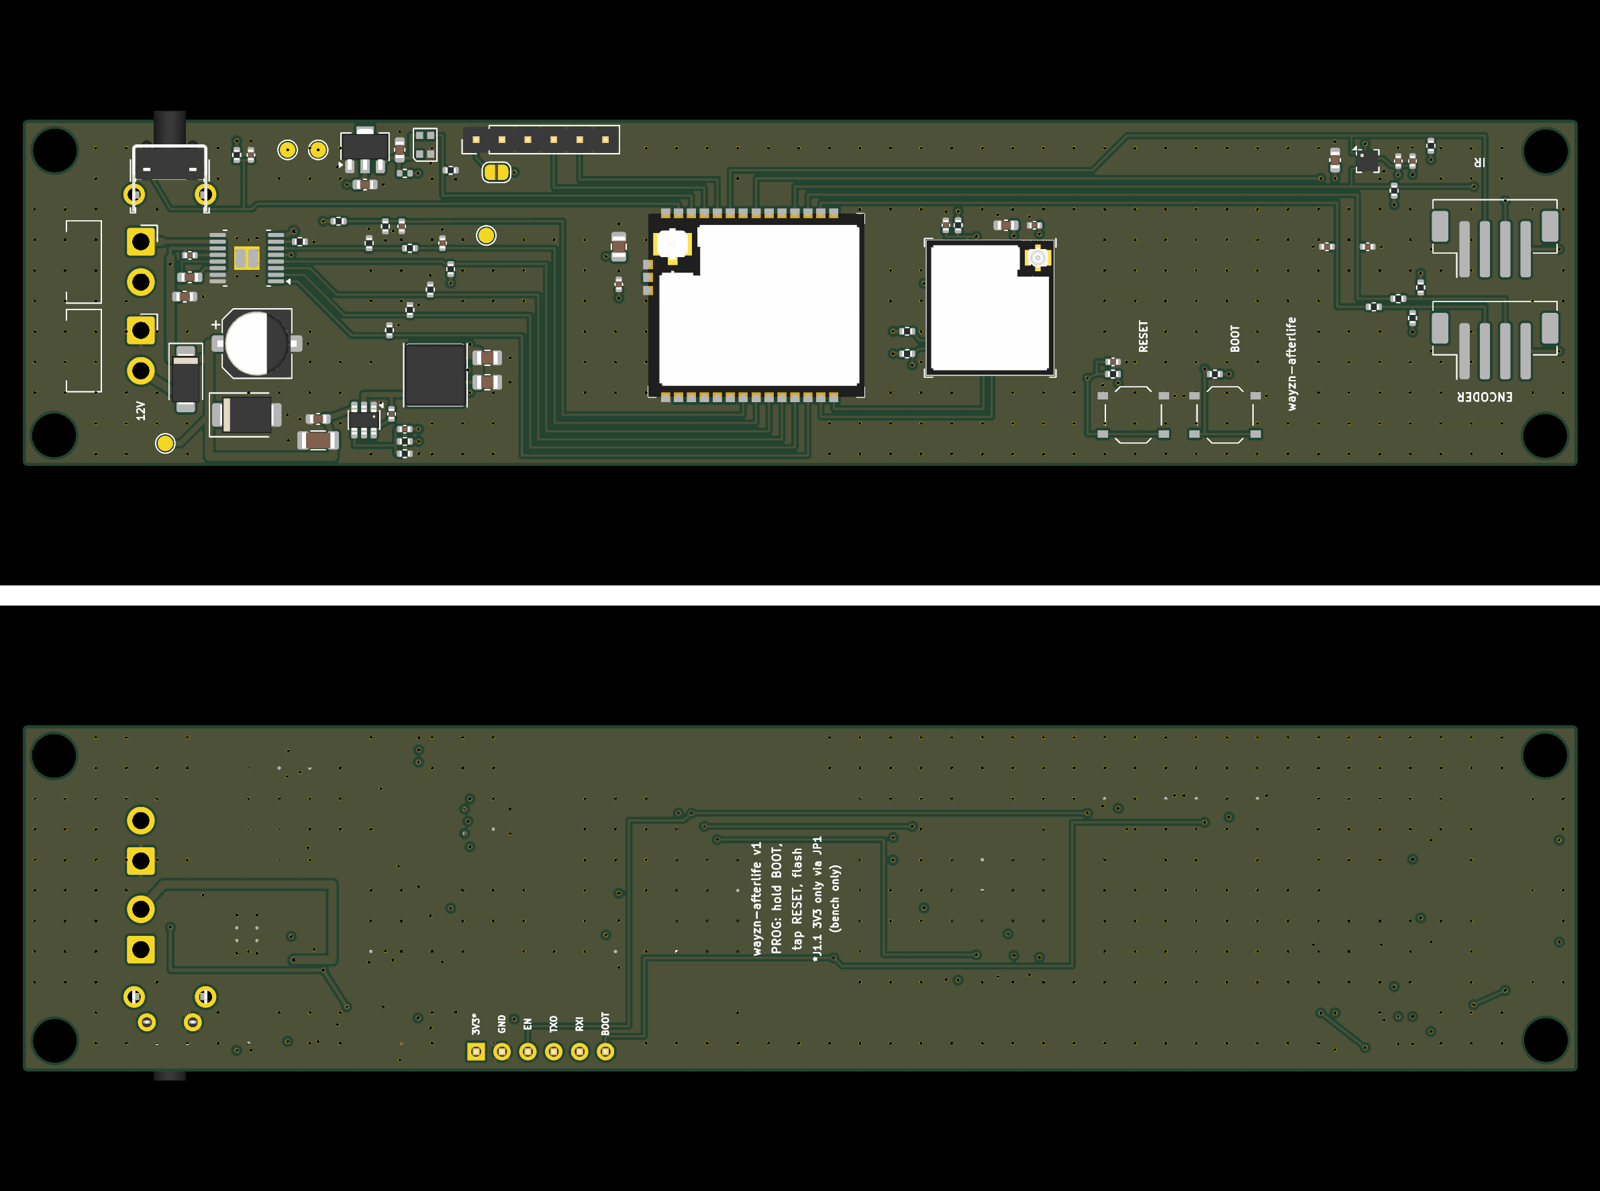 +
12V
RESET
BOOT
wayzn-afterlife
IR
ENCODER
wayzn-afterlife v1
PROG: hold BOOT,
tap RESET, flash
*J1.1 3V3 only via JP1
(bench only)
3V3*
GND
EN
TXO
RXI
BOOT